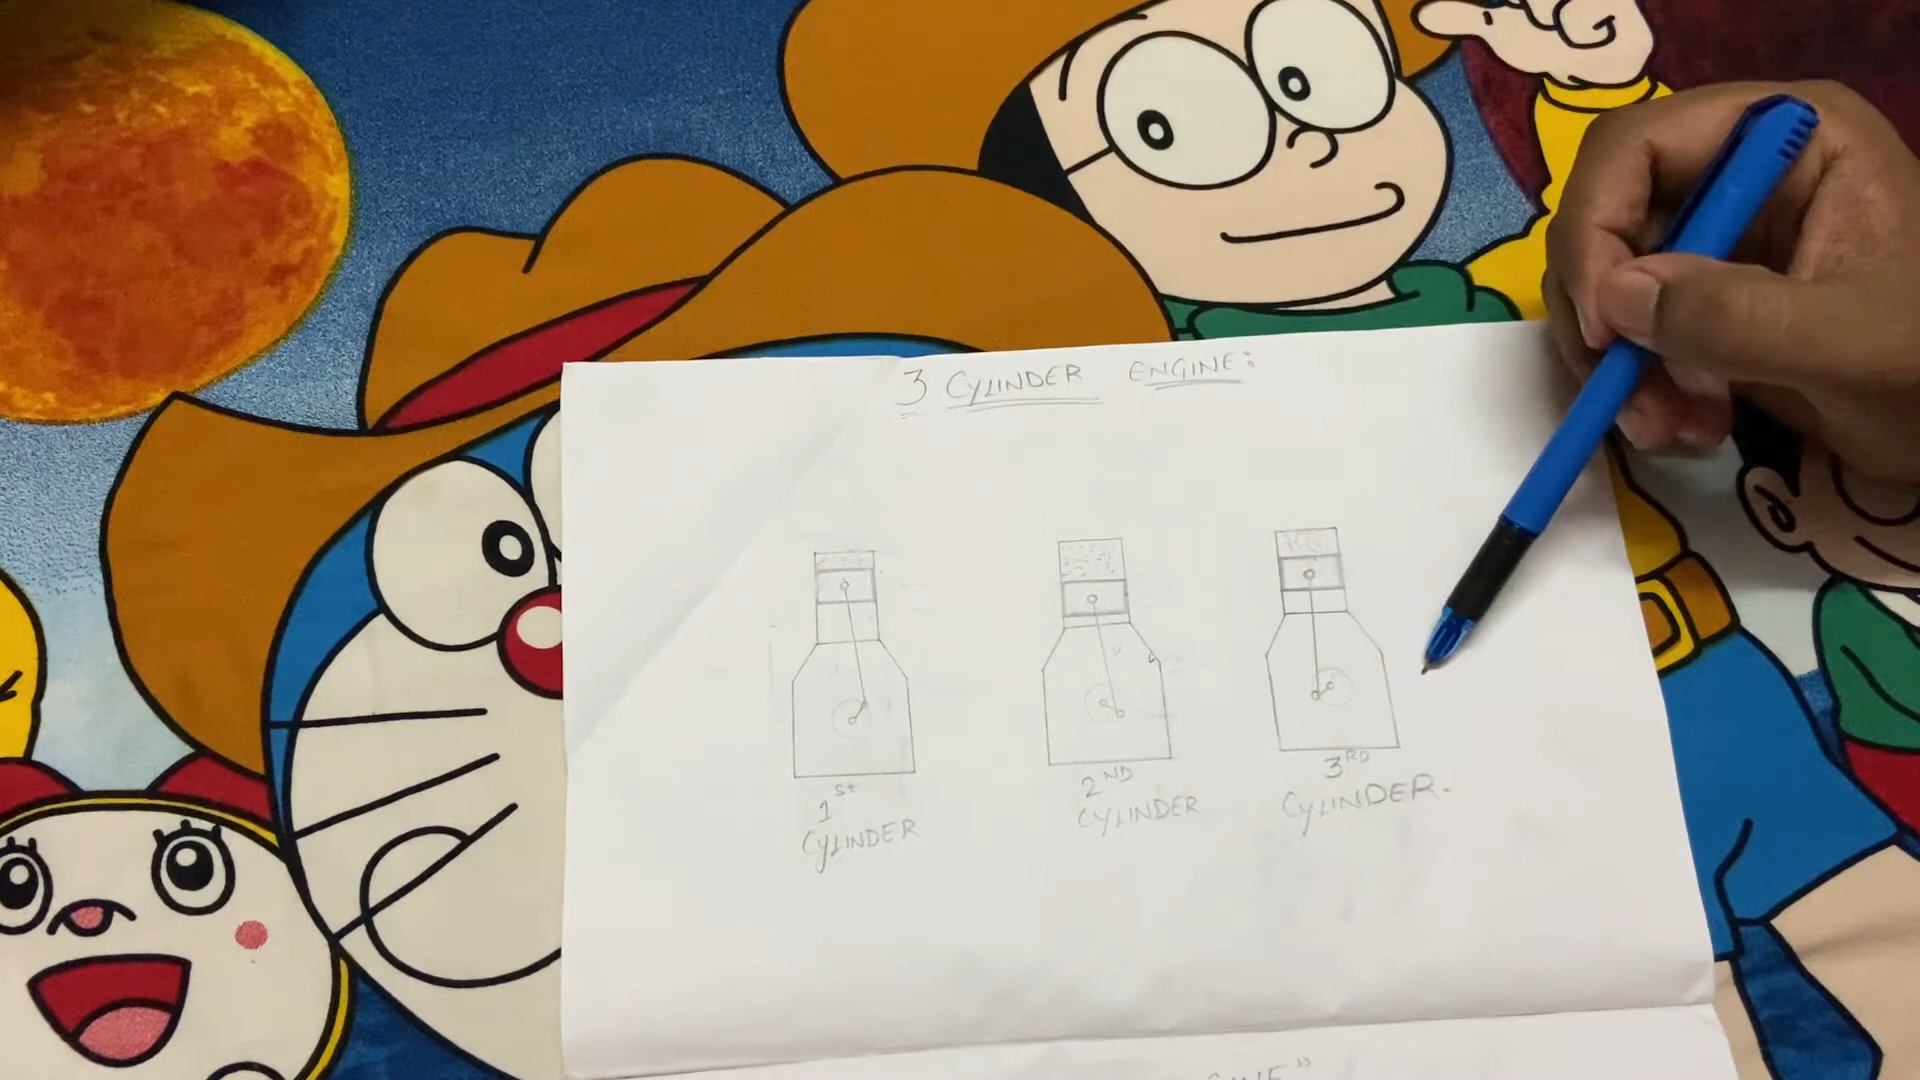 3 CYLINDER ENGINE:
1st
CYLINDER
2ND
CYLINDER
3RD
CYLINDER.